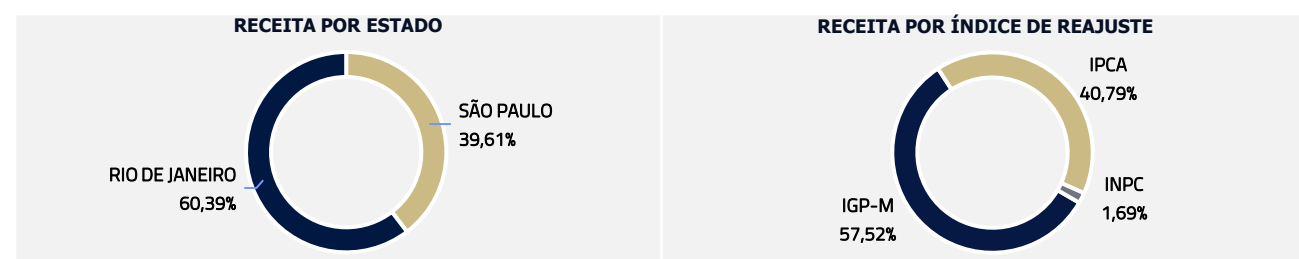 RECEITA POR ESTADO
SÃO PAULO
39,61%
RIO DE JANEIRO
60,39%
RECEITA POR ÍNDICE DE REAJUSTE
IPCA
40,79%
INPC
1,69%
IGP-M
57,52%